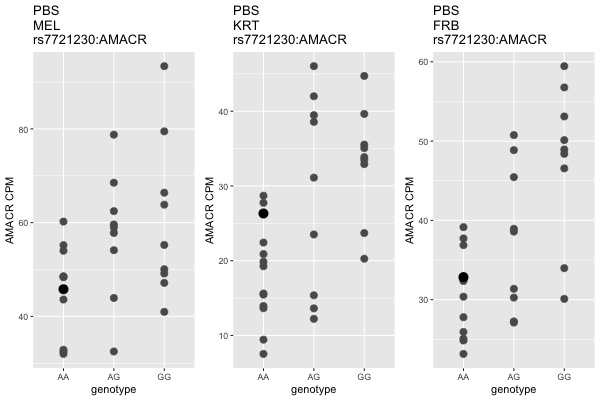 PBS
MEL
rs7721230:AMACR
80
60
40
AMACR CPM
AA AG GG
genotype
PBS
KRT
rs7721230:AMACR
40
30
20
10
AMACR CPM
AA AG GG
genotype
PBS
FRB
rs7721230:AMACR
60
50
40
30
AMACR CPM
AA AG GG
genotype